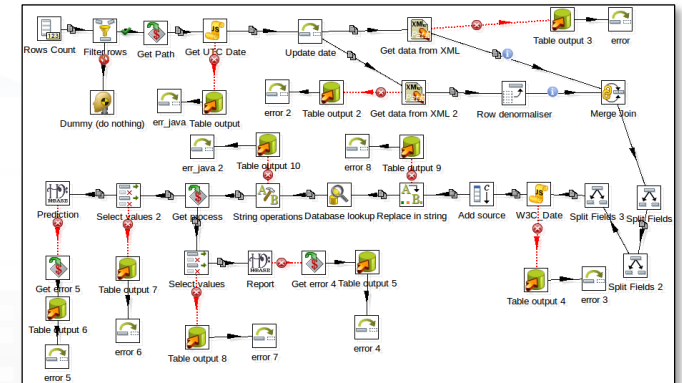 Rows Count
Filter rows
Get Path
Get UTC Date
Update date
Get data from XML
Table output 3
error
Dummy (do nothing)
err_java
Table output
error 2
Table output 2
Get data from XML 2
Row denormaliser
Merge Join
err_java 2
Table output 10
error 8
Table output 9
Prediction
Select values 2
Get process
String operations
Database lookup
Replace in string
Add source
W3C_Date
Split Fields 3
Split Fields
Get error 5
Table output 7
Select values
Report
Get error 4
Table output 5
Table output 4
error 3
Split Fields 2
Table output 6
error 6
Table output 8
error 7
error 4
error 5